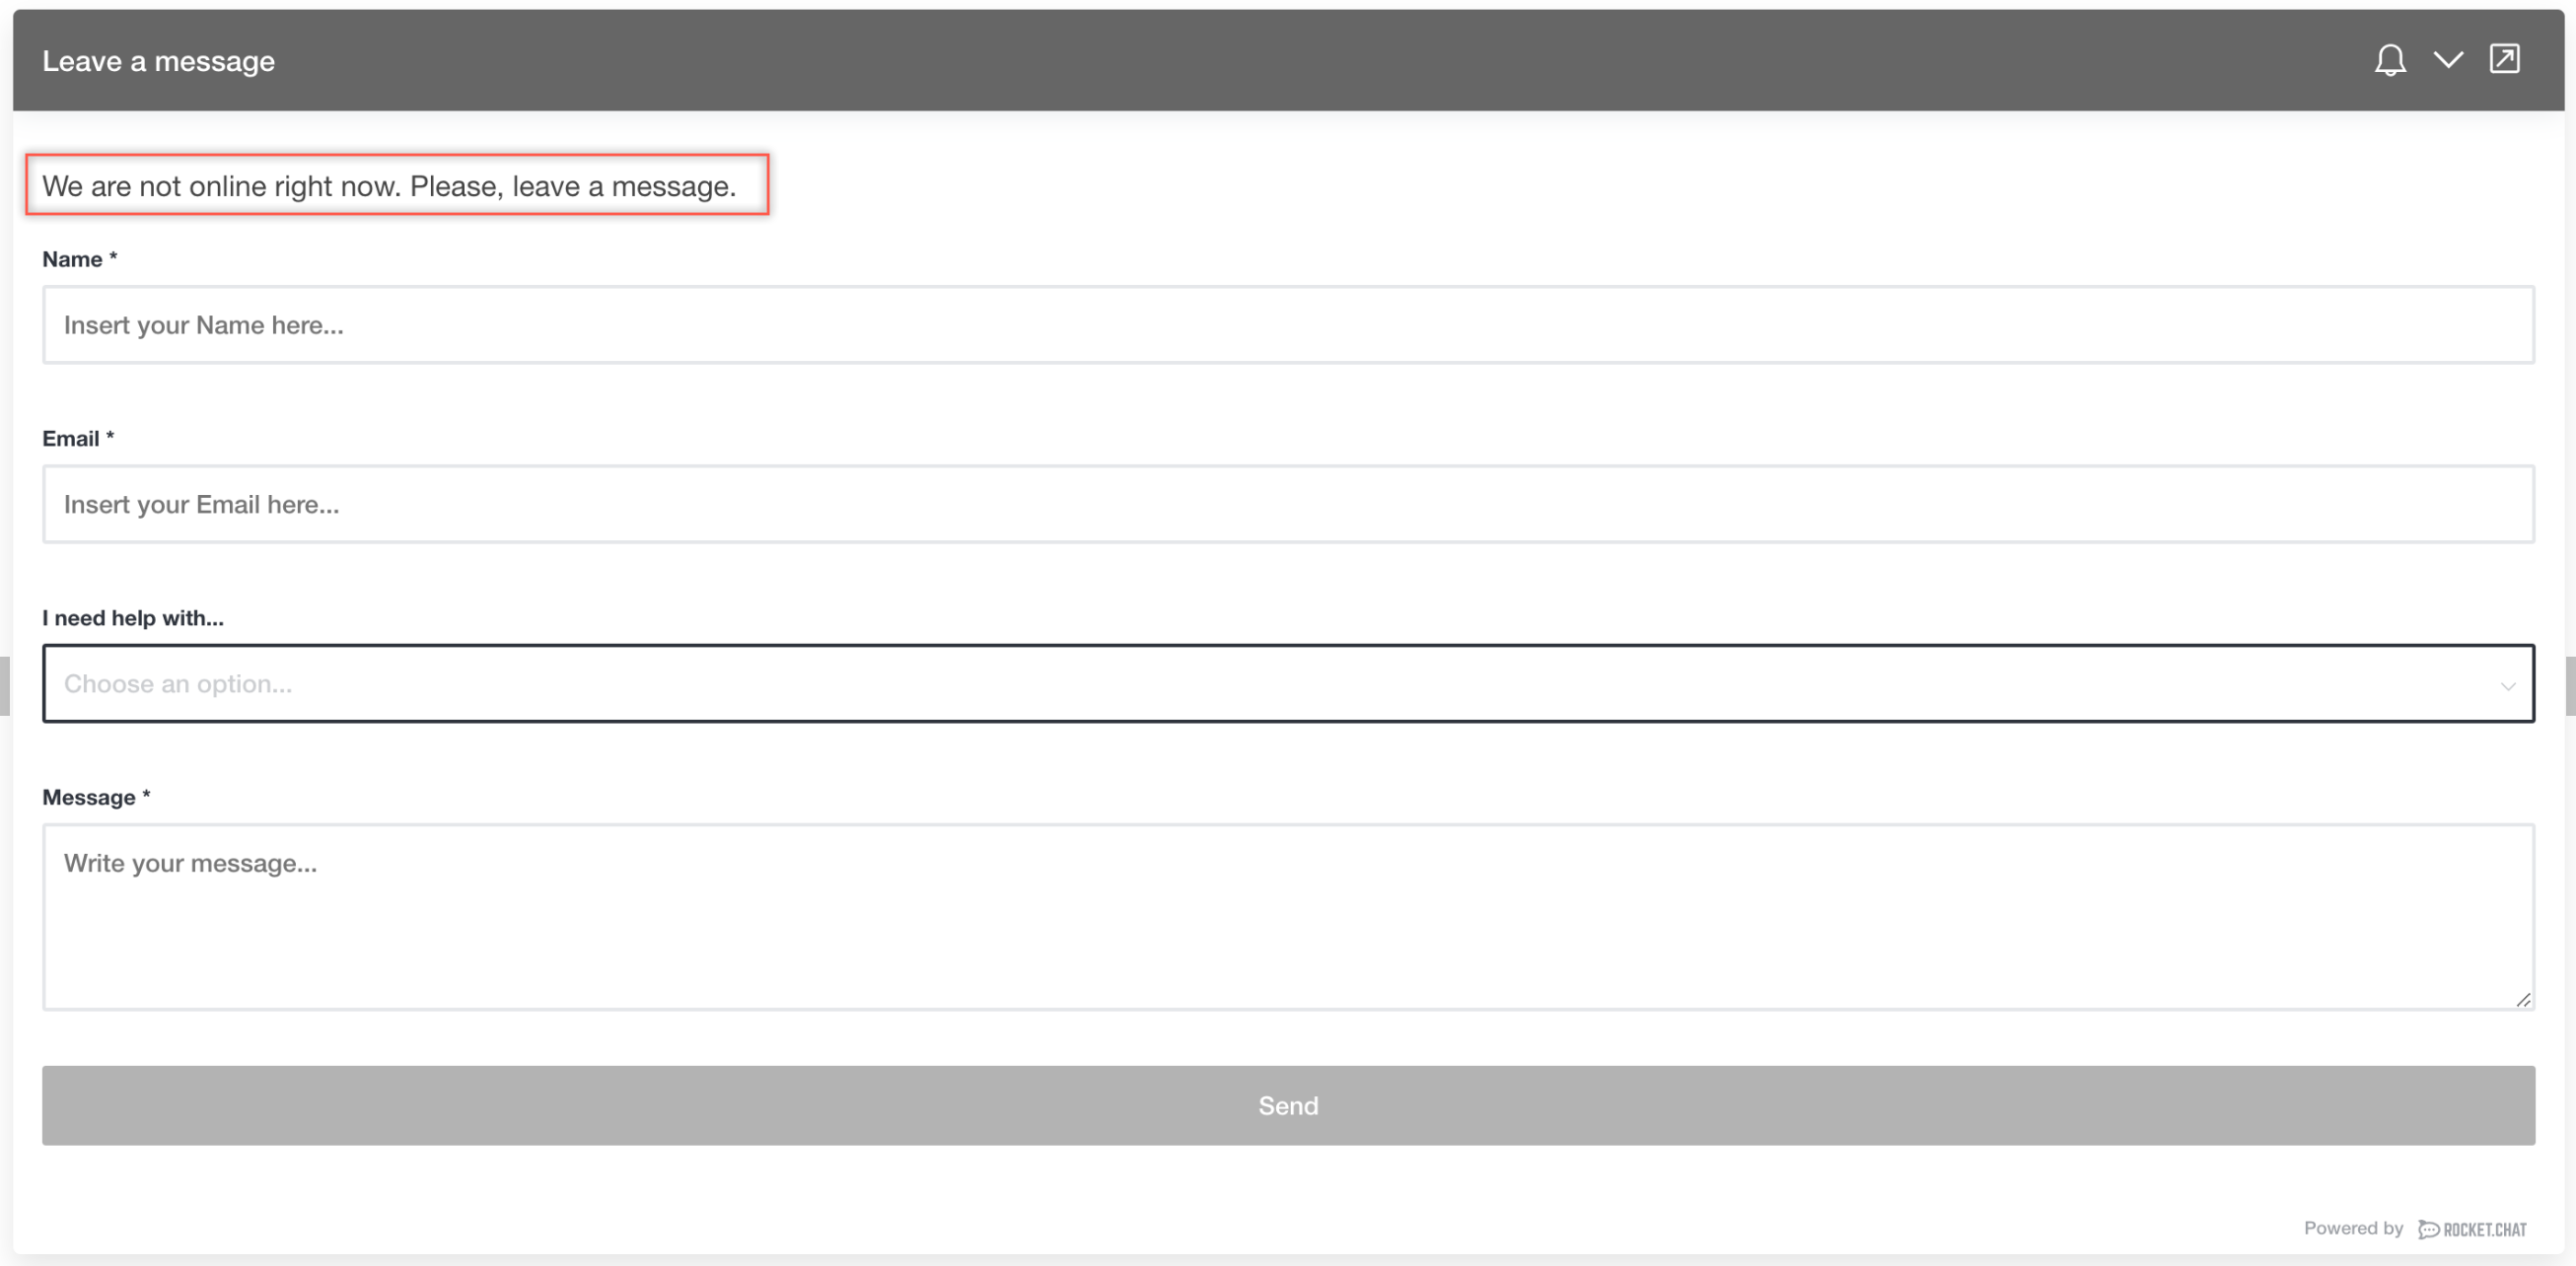 Leave a message
We are not online right now. Please, leave a message.
Name *
Insert your Name here...
Email *
Insert your Email here...
I need help with...
Choose an option...
Message *
Write your message...
Send
Powered by ROCKET.CHAT